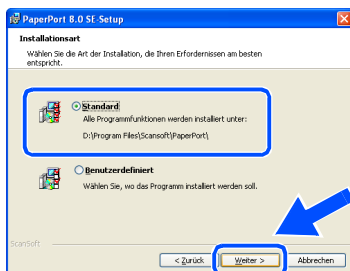 PaperPort 8.0 SE-Setup
Installationsart
Wählen Sie die Art der Installation, die Ihren Erfordernissen am besten
entspricht.
Standard
Alle Programmfunktionen werden installiert unter:
D:\Program Files\Scansoft\PaperPort\
Benutzerdefiniert
Wählen Sie, wo das Programm installiert werden soll.
ScanSoft
< Zurück
Weiter >
Abbrechen